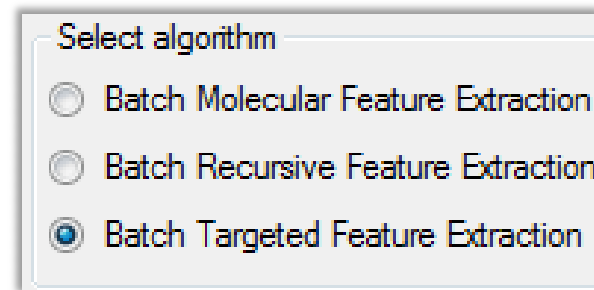 Select algorithm
Batch Molecular Feature Extraction
Batch Recursive Feature Extraction
Batch Targeted Feature Extraction